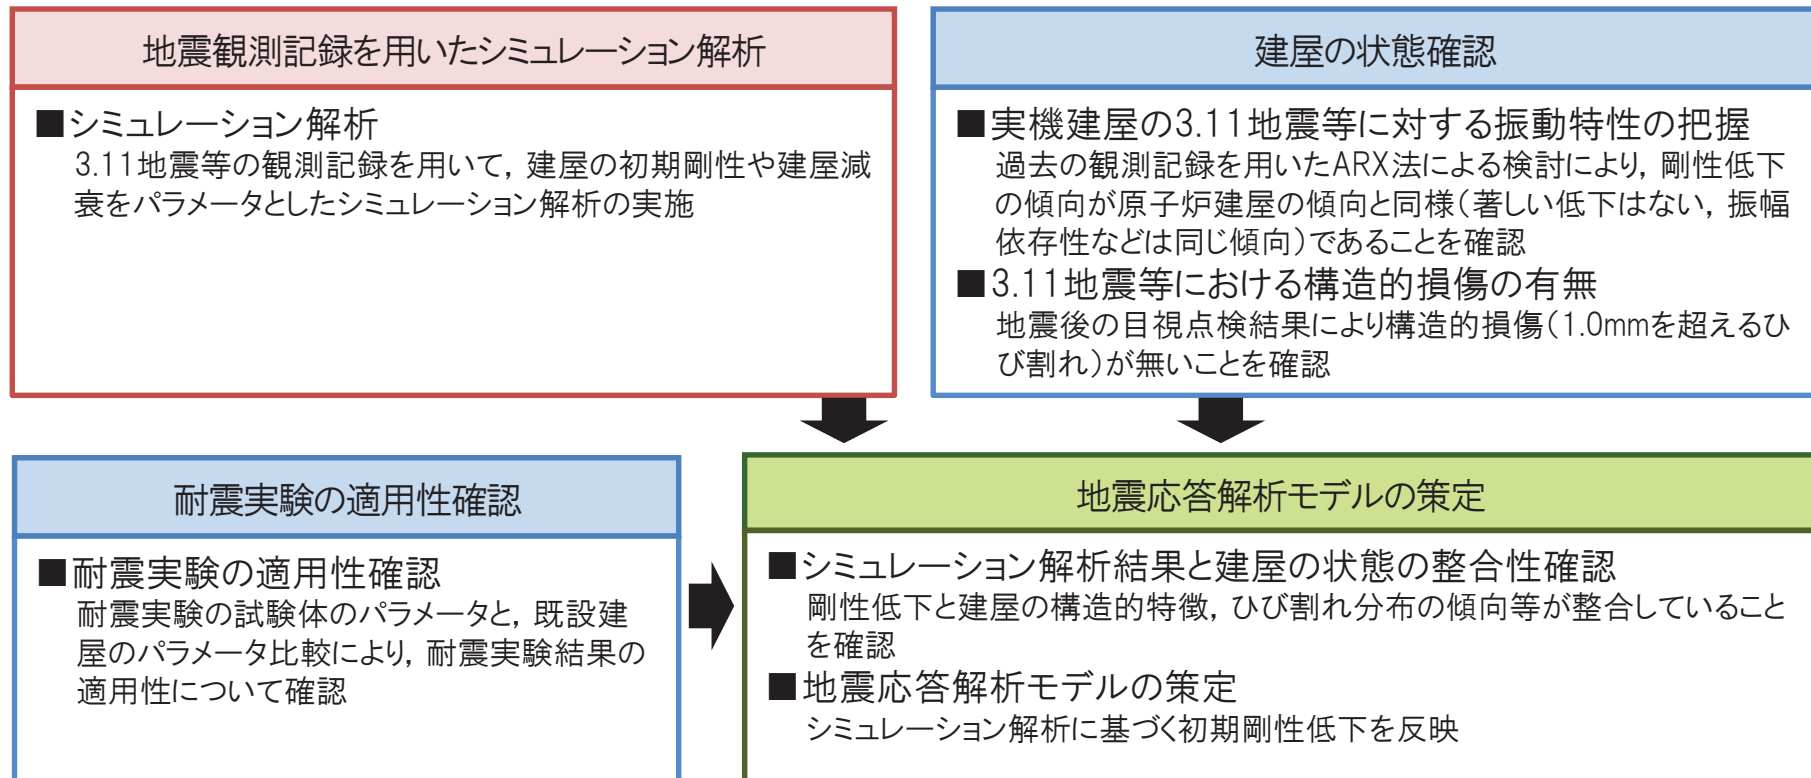 地震観測記録を用いたシミュレーション解析
■シミュレーション解析
3.11地震等の観測記録を用いて，建屋の初期剛性や建屋減
衰をパラメータとしたシミュレーション解析の実施
建屋の状態確認
■実機建屋の3.11地震等に対する振動特性の把握
過去の観測記録を用いたARX法による検討により，剛性低下
の傾向が原子炉建屋の傾向と同様（著しい低下はない，振幅
依存性などは同じ傾向）であることを確認
■3.11地震等における構造的損傷の有無
地震後の目視点検結果により構造的損傷（1.0mmを超えるひ
び割れ）が無いことを確認
耐震実験の適用性確認
■耐震実験の適用性確認
耐震実験の試験体のパラメータと，既設建
屋のパラメータ比較により，耐震実験結果の
適用性について確認
地震応答解析モデルの策定
■シミュレーション解析結果と建屋の状態の整合性確認
剛性低下と建屋の構造的特徴，ひび割れ分布の傾向等が整合していること
を確認
■地震応答解析モデルの策定
シミュレーション解析に基づく初期剛性低下を反映